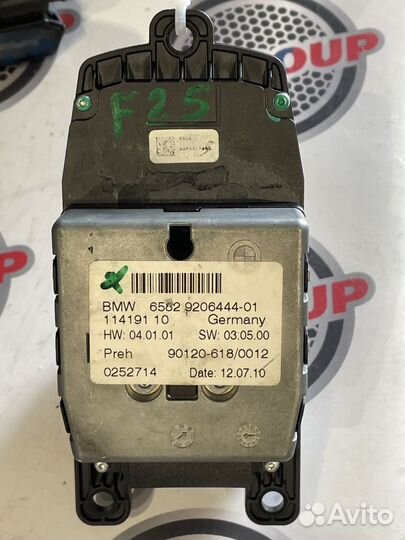 OUP
F25
BMW 6582 9206444-01
114191 10 Germany
HW: 04.01.01 SW: 03.05.00
Preh 90120-618/0012
0252714 Date: 12.07.10
Avito